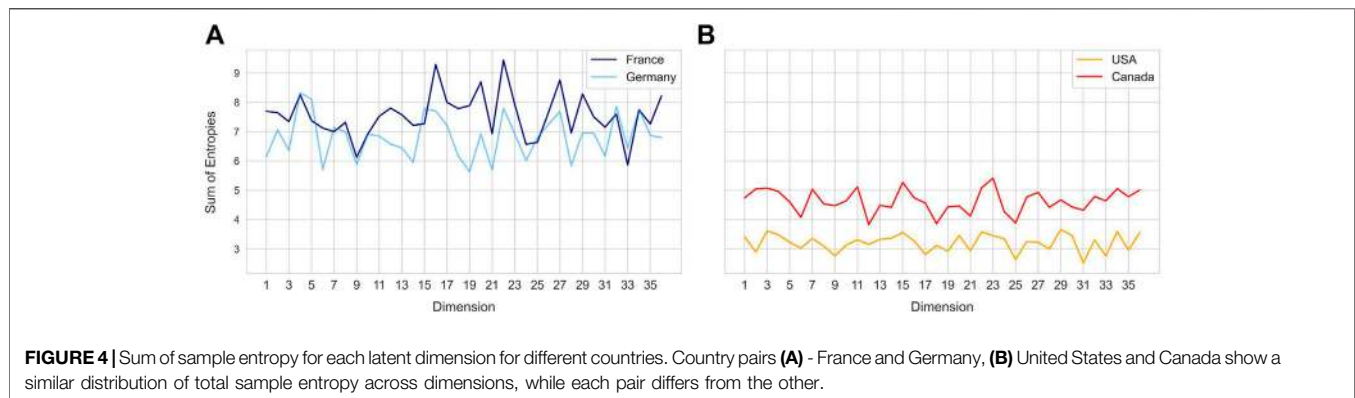 A
B
France
Germany
USA
Canada
Sum of Entropies
9
8
7
6
5
4
3
1 3 5 7 9 11 13 15 17 19 21 23 25 27 29 31 33 35
1 3 5 7 9 11 13 15 17 19 21 23 25 27 29 31 33 35
Dimension
Dimension
FIGURE 4 | Sum of sample entropy for each latent dimension for different countries. Country pairs (A) - France and Germany, (B) United States and Canada show a
similar distribution of total sample entropy across dimensions, while each pair differs from the other.